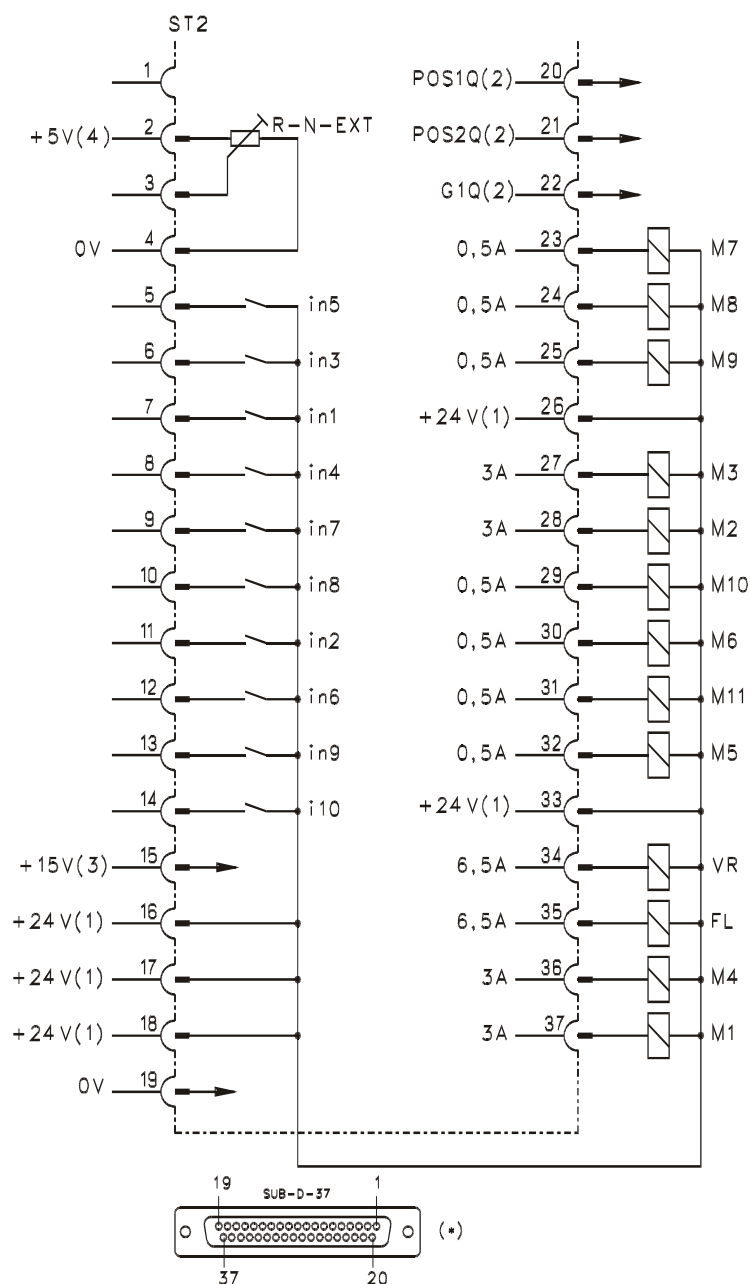 ST2
1
+5V(4) 2 R-N-EXT
3
0V 4
5 in5
6 in3
7 in1
8 in4
9 in7
10 in8
11 in2
12 in6
13 in9
14 i10
+15V(3) 15
+24V(1) 16
+24V(1) 17
+24V(1) 18
0V 19
POS1Q(2) 20
POS2Q(2) 21
G1Q(2) 22
0,5A 23 M7
0,5A 24 M8
0,5A 25 M9
+24V(1) 26
3A 27 M3
3A 28 M2
0,5A 29 M10
0,5A 30 M6
0,5A 31 M11
0,5A 32 M5
+24V(1) 33
6,5A 34 VR
6,5A 35 FL
3A 36 M4
3A 37 M1
19 SUB-D-37 1
(*)
37 20